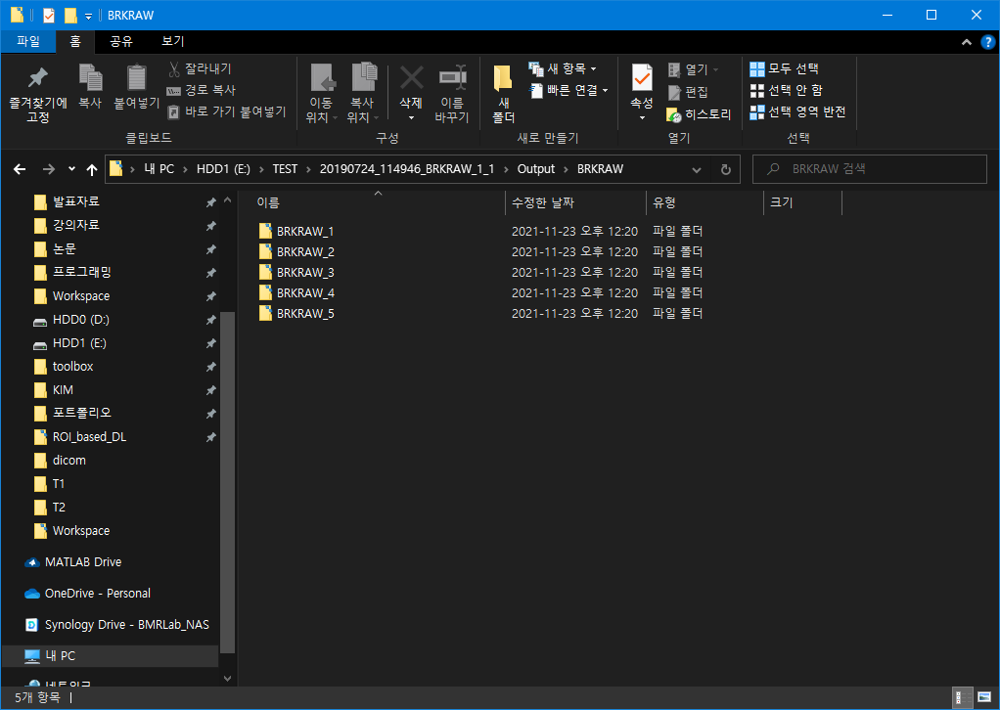 BRKRAW
파일 홈 공유 보기
즐겨찾기에 고정
복사
붙여넣기
잘라내기
경로 복사
바로 가기 붙여넣기
클립보드
이동 위치
복사 위치
삭제
이름 바꾸기
구성
새 폴더
새 항목
빠른 연결
새로 만들기
속성
열기
편집
히스토리
열기
모두 선택
선택 안 함
선택 영역 반전
선택
내 PC > HDD1 (E:) > TEST > 20190724_114946_BRKRAW_1_1 > Output > BRKRAW
BRKRAW 검색
발표자료
강의자료
논문
프로그래밍
Workspace
HDD0 (D:)
HDD1 (E:)
toolbox
KIM
포트폴리오
ROI_based_DL
dicom
T1
T2
Workspace
MATLAB Drive
OneDrive - Personal
Synology Drive - BMRLab_NAS
내 PC
네트워크
이름 수정한 날짜 유형 크기
BRKRAW_1 2021-11-23 오후 12:20 파일 폴더
BRKRAW_2 2021-11-23 오후 12:20 파일 폴더
BRKRAW_3 2021-11-23 오후 12:20 파일 폴더
BRKRAW_4 2021-11-23 오후 12:20 파일 폴더
BRKRAW_5 2021-11-23 오후 12:20 파일 폴더
5개 항목